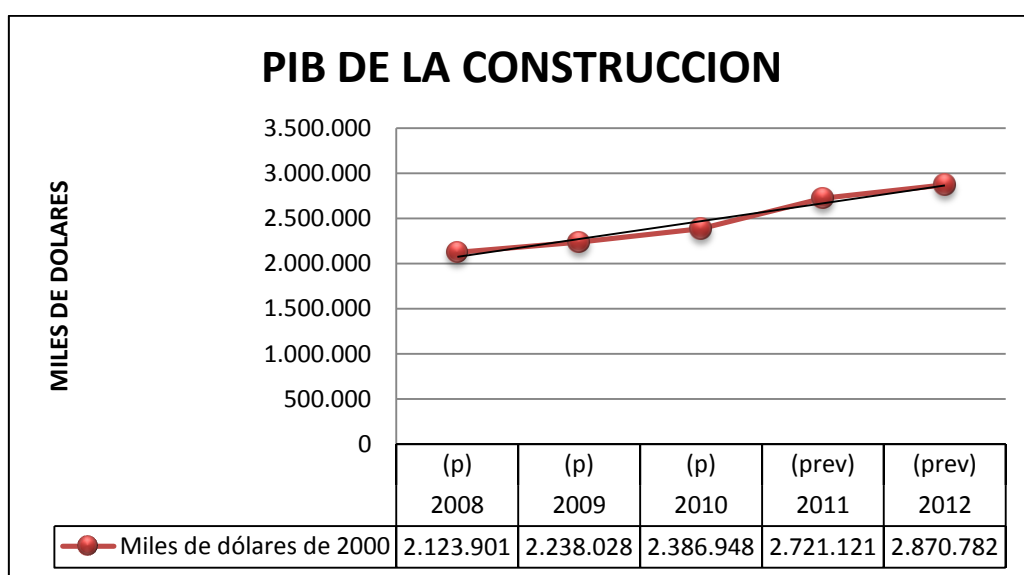 PIB DE LA CONSTRUCCION
MILES DE DOLARES
3.500.000
3.000.000
2.500.000
2.000.000
1.500.000
1.000.000
500.000
0
(p) (p) (p) (prev) (prev)
2008 2009 2010 2011 2012
Miles de dólares de 2000 2.123.901 2.238.028 2.386.948 2.721.121 2.870.782